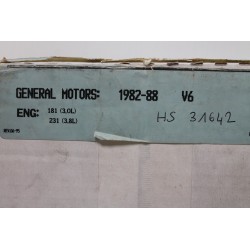 GENERAL MOTORS: 1982-88 V6
ENG: 181 (3.0L)
231 (3.8L)
HS 31642